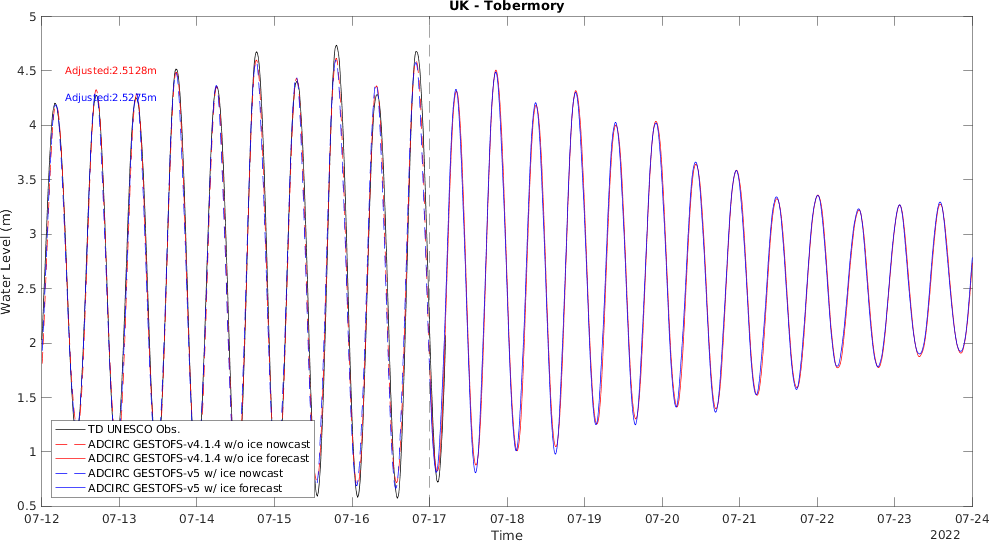 UK - Tobermory
5
4.5
4
3.5
3
2.5
2
1.5
1
0.5
Water Level (m)
Adjusted:2.5128m
Adjusted:2.5275m
TD UNESCO Obs.
ADCIRC GESTOFS-v4.1.4 w/o ice nowcast
ADCIRC GESTOFS-v4.1.4 w/o ice forecast
ADCIRC GESTOFS-v5 w/ ice nowcast
ADCIRC GESTOFS-v5 w/ ice forecast
07-12 07-13 07-14 07-15 07-16 07-17 07-18 07-19 07-20 07-21 07-22 07-23 07-24
Time
2022